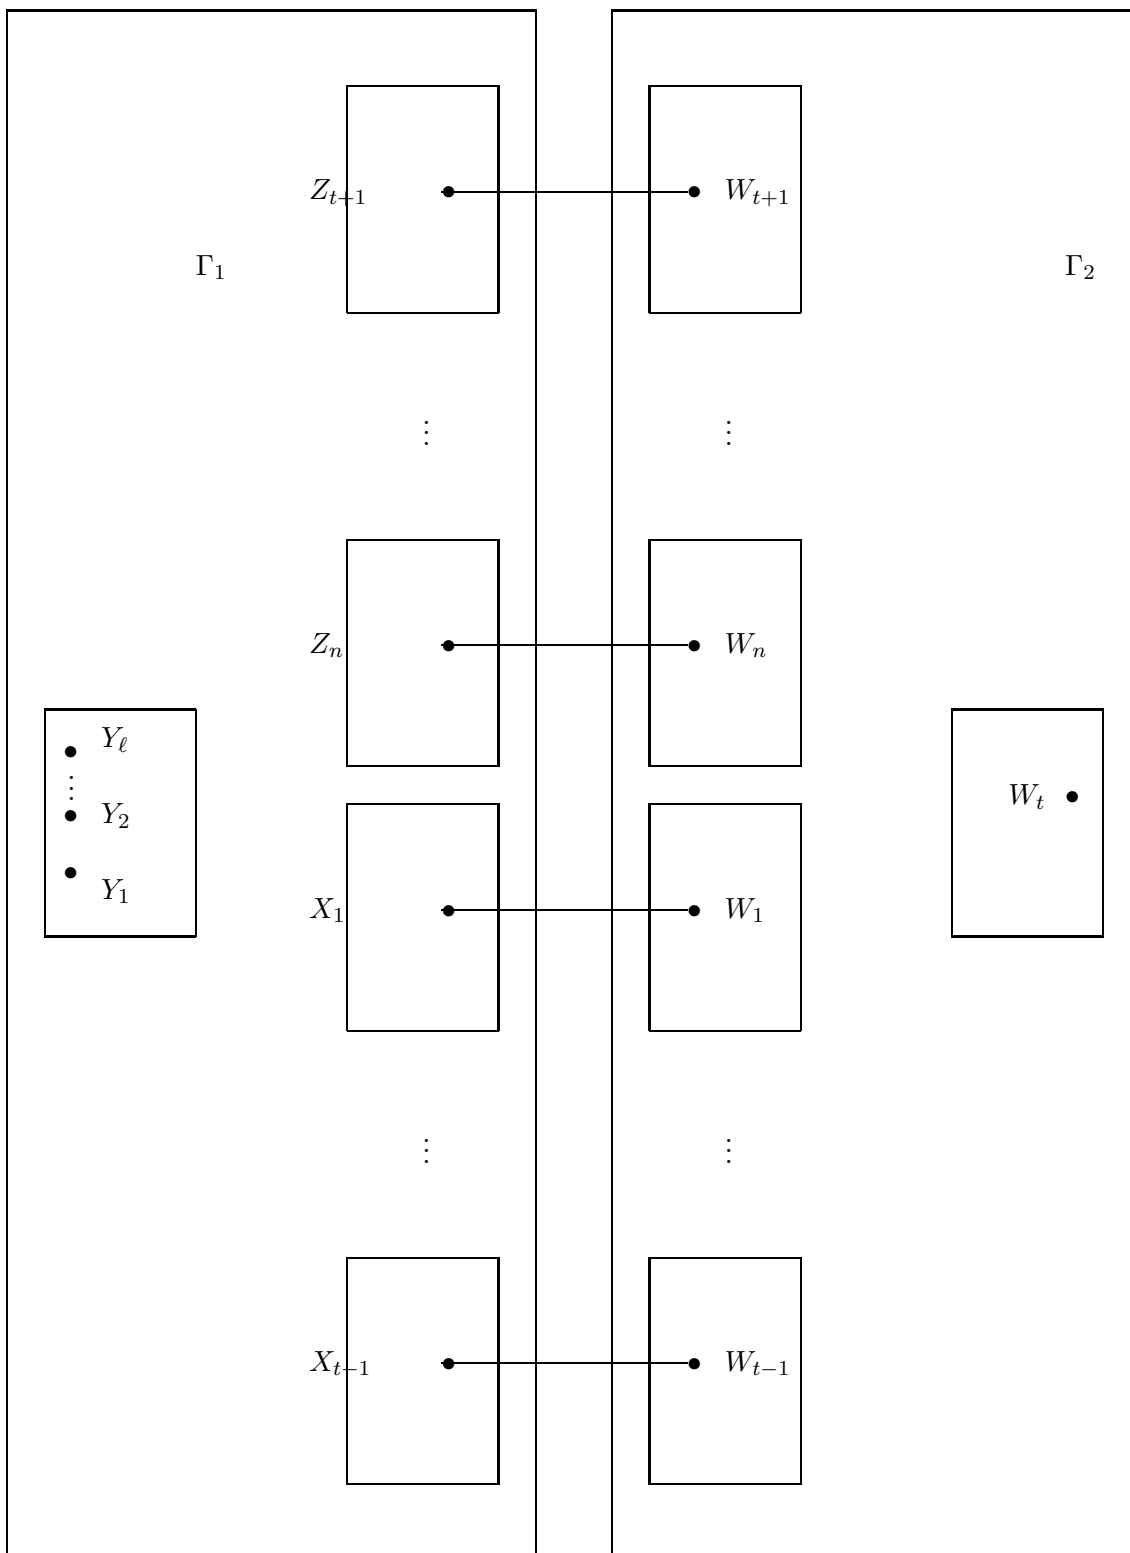 Z_{t+1} W_{t+1}
Γ_1 Γ_2
⋮ ⋮
Z_n W_n
Y_ℓ
⋮
W_t
Y_2
Y_1
X_1 W_1
⋮ ⋮
X_{t−1} W_{t−1}